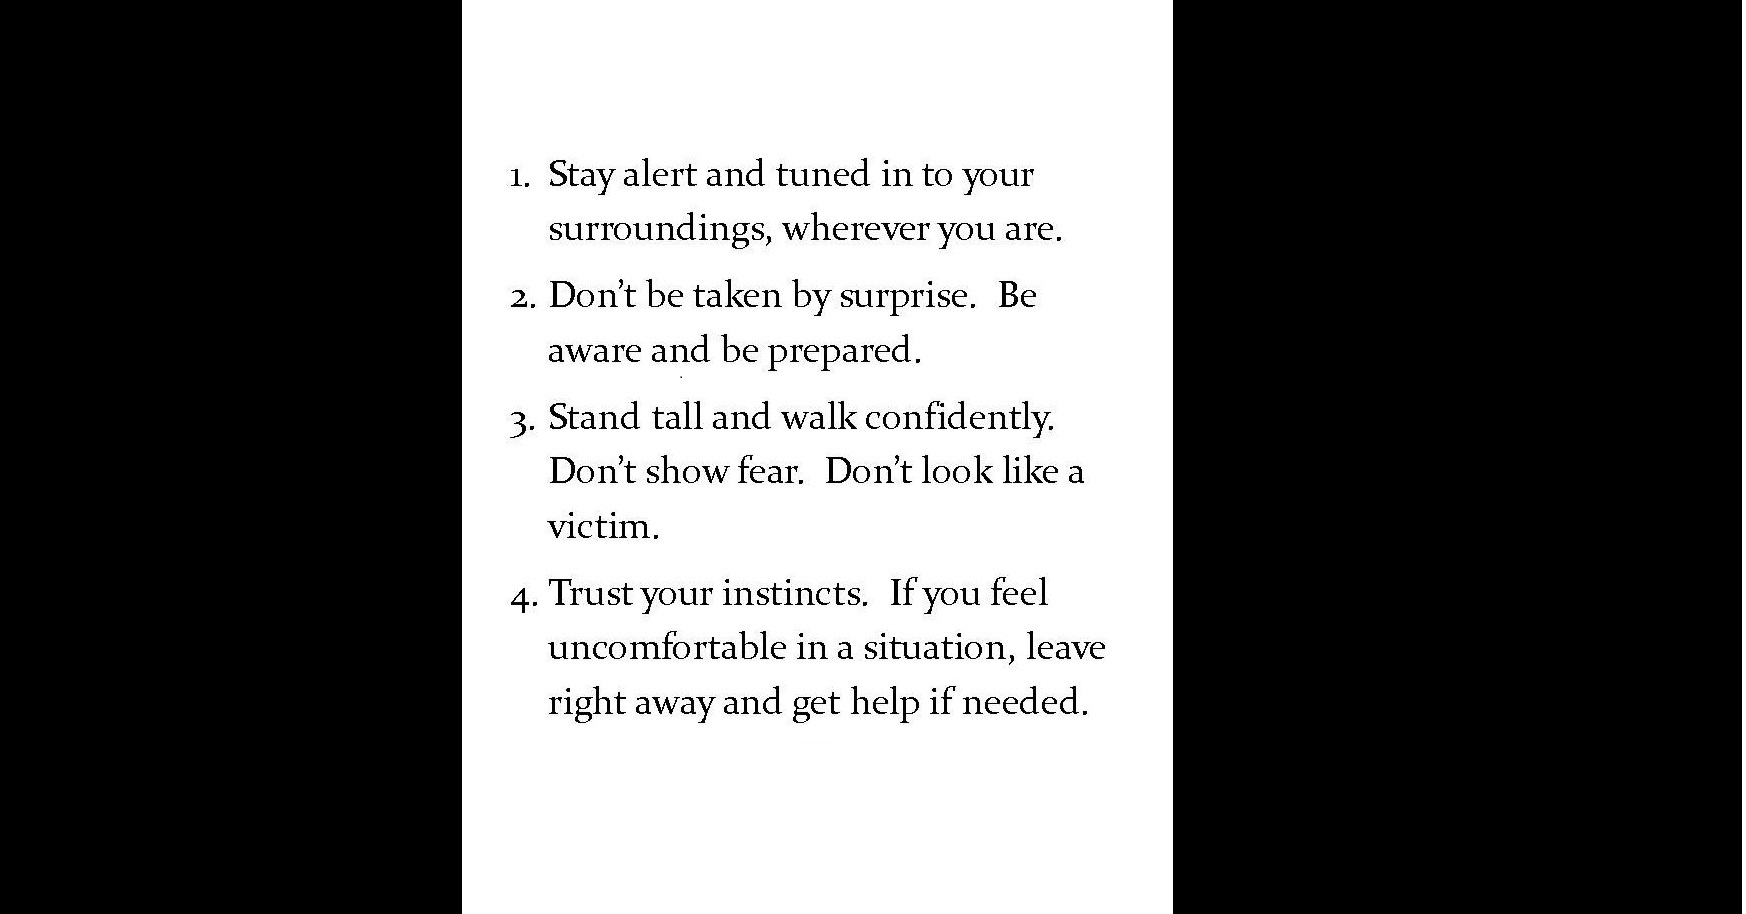 1. Stay alert and tuned in to your
surroundings, wherever you are.
2. Don’t be taken by surprise.  Be
aware and be prepared.
3. Stand tall and walk confidently.
Don’t show fear.  Don’t look like a
victim.
4. Trust your instincts.  If you feel
uncomfortable in a situation, leave
right away and get help if needed.